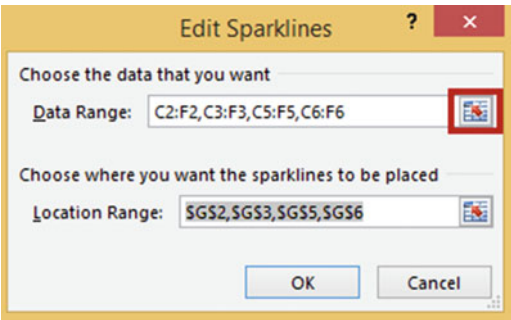 Edit Sparklines ?
Choose the data that you want
Data Range: C2:F2,C3:F3,C5:F5,C6:F6
Choose where you want the sparklines to be placed
Location Range: $G$2,$G$3,$G$5,$G$6
OK Cancel